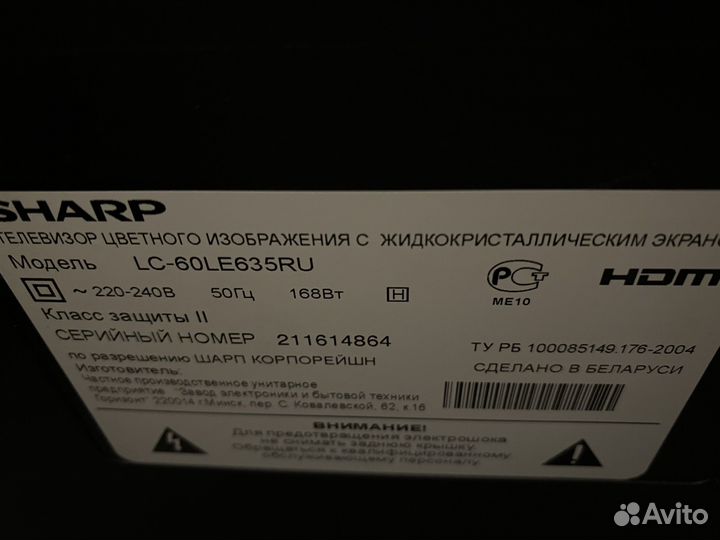 SHARP
ТЕЛЕВИЗОР ЦВЕТНОГО ИЗОБРАЖЕНИЯ С ЖИДКОКРИСТАЛЛИЧЕСКИМ ЭКРАНО
Модель LC-60LE635RU
~ 220-240В 50Гц 168Вт Н
РСТ
МЕ10
HDMI
Класс защиты II
СЕРИЙНЫЙ НОМЕР 211614864
по разрешению ШАРП КОРПОРЕЙШН
ТУ РБ 100085149.176-2004
СДЕЛАНО В БЕЛАРУСИ
Изготовитель:
Частное производственное унитарное
предприятие "Завод электроники и бытовой техники
Горизонт" 220014 г.Минск, пер. С. Ковалевской, 62, к.16
ВНИМАНИЕ!
Для предотвращения электрошока
не снимать заднюю крышку.
Обращаться к квалифицированному
обслуживающему персоналу.
Avito